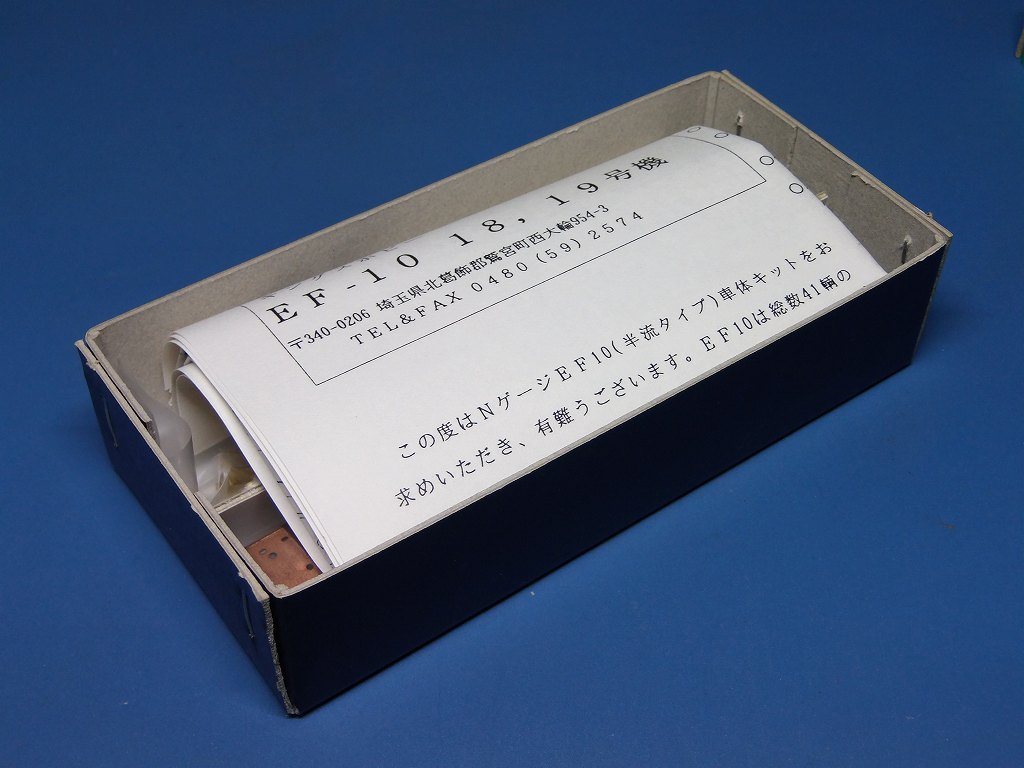 EF-10 18，19号機
〒340-0206 埼玉県北葛飾郡鷲宮町西大輪954-3
TEL&FAX 0480（59）2574
この度はNゲージEF10(半流タイプ)車体キットをお
求めいただき、有難うございます。EF10は総数41輌の